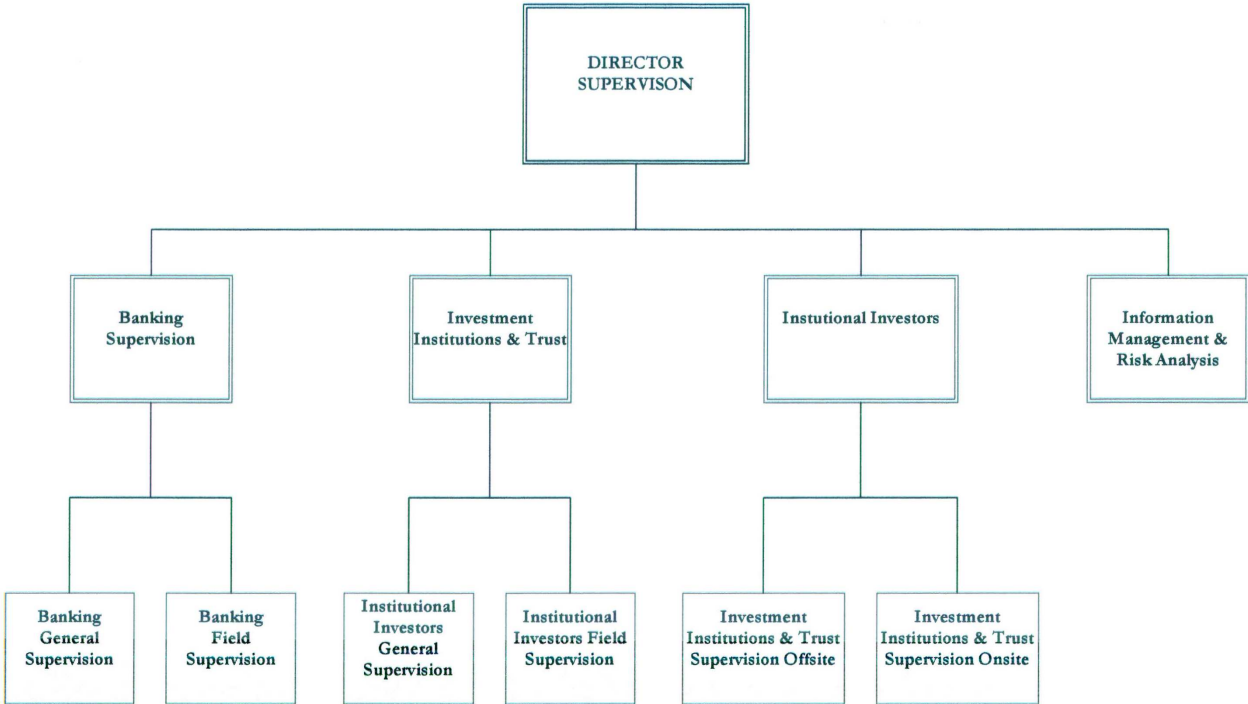 DIRECTOR
SUPERVISON
Banking
Supervision
Investment
Institutions & Trust
Instutional Investors
Information
Management &
Risk Analysis
Banking
General
Supervision
Banking
Field
Supervision
Institutional
Investors
General
Supervision
Institutional
Investors Field
Supervision
Investment
Institutions & Trust
Supervision Offsite
Investment
Institutions & Trust
Supervision Onsite